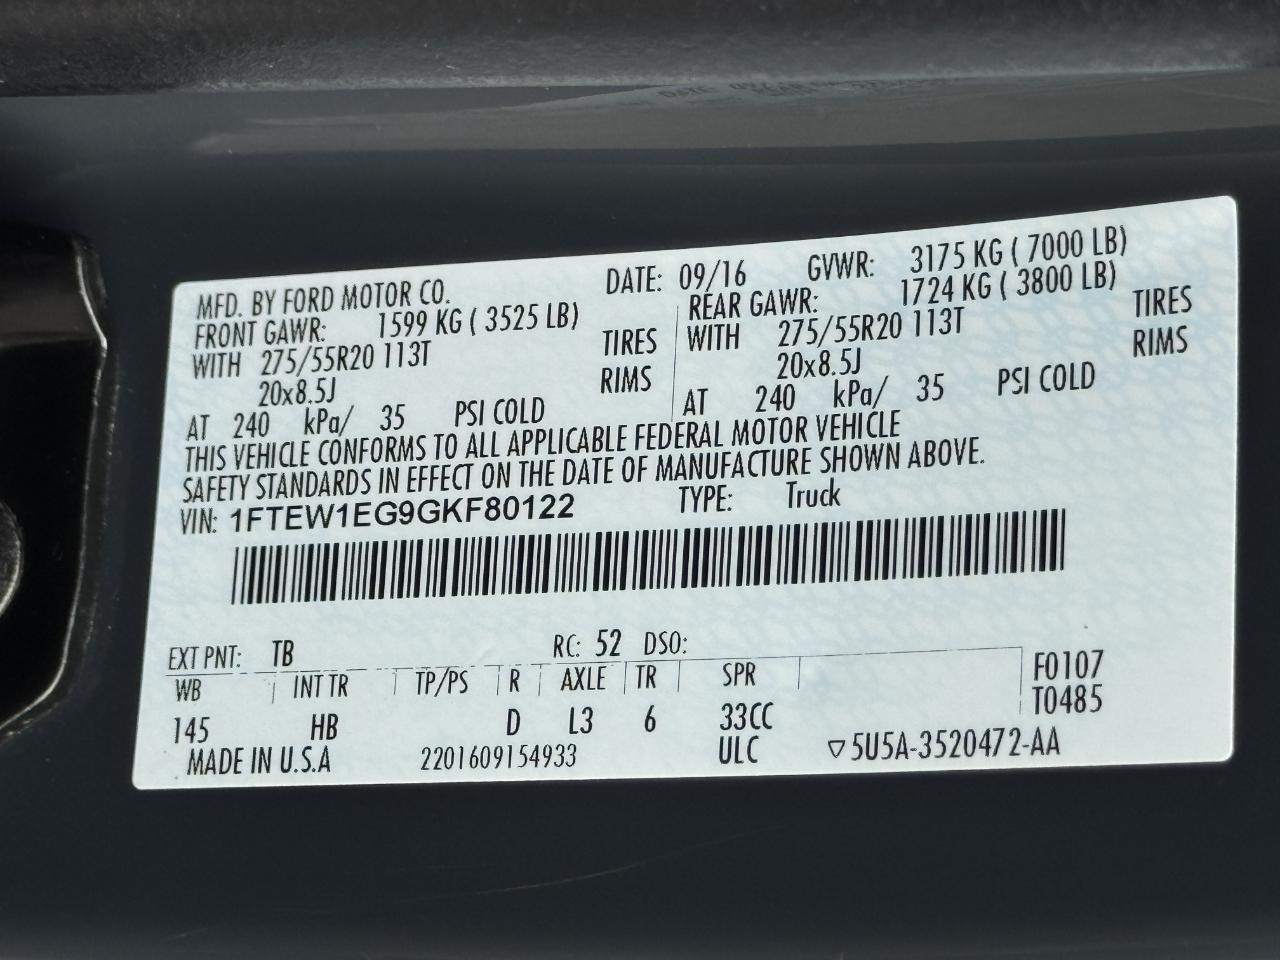 MFD. BY FORD MOTOR CO. DATE: 09/16 GVWR: 3175 KG ( 7000 LB)
FRONT GAWR: 1599 KG ( 3525 LB) REAR GAWR: 1724 KG ( 3800 LB)
WITH 275/55R20 113T TIRES WITH 275/55R20 113T TIRES
20x8.5J RIMS 20x8.5J RIMS
AT 240 kPa/ 35 PSI COLD AT 240 kPa/ 35 PSI COLD
THIS VEHICLE CONFORMS TO ALL APPLICABLE FEDERAL MOTOR VEHICLE
SAFETY STANDARDS IN EFFECT ON THE DATE OF MANUFACTURE SHOWN ABOVE.
VIN: 1FTEW1EG9GKF80122 TYPE: Truck
EXT PNT: TB RC: 52 DSO:
WB INT TR TP/PS R AXLE TR SPR F0107
145 HB D L3 6 33CC T0485
MADE IN U.S.A 2201609154933 ULC ▽5U5A-3520472-AA